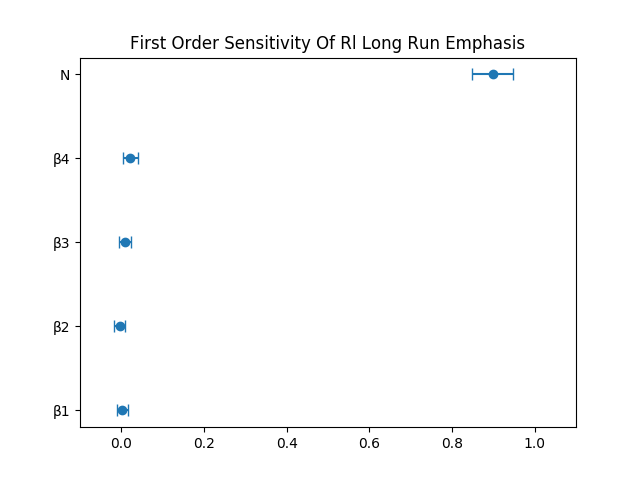 First Order Sensitivity Of Rl Long Run Emphasis
N
β4
β3
β2
β1
0.0 0.2 0.4 0.6 0.8 1.0